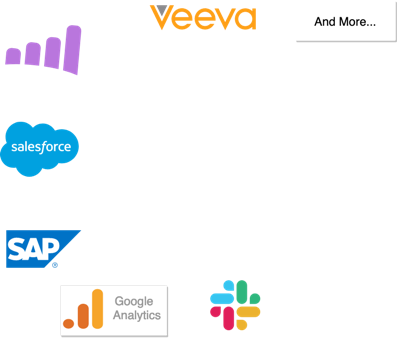 Veeva
And More...
salesforce
SAP
®
Google
Analytics